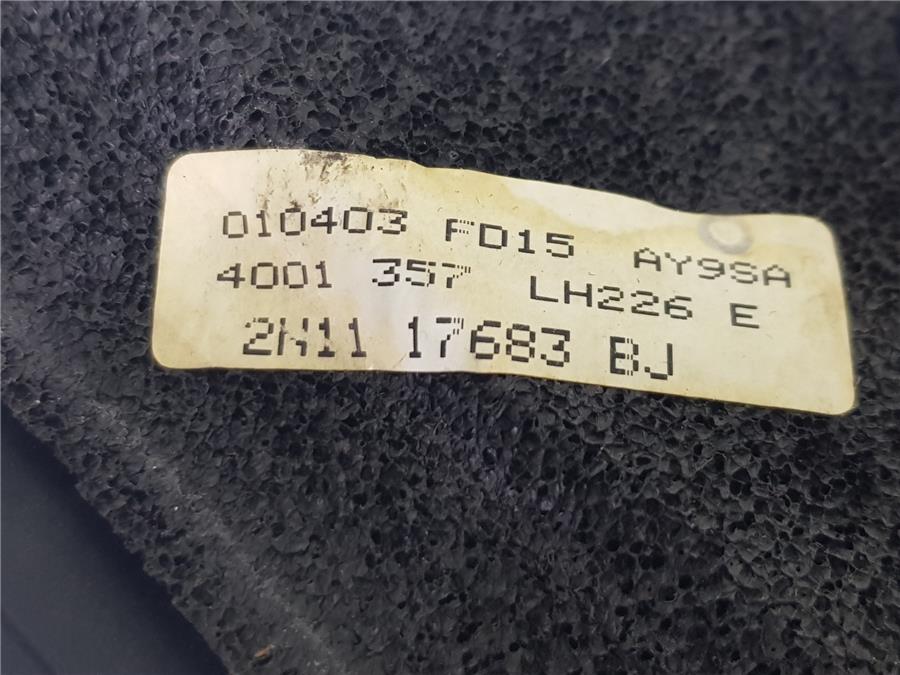 010403 FD15 AY9SA
4001 357 LH226 E
2N11 17683 BJ